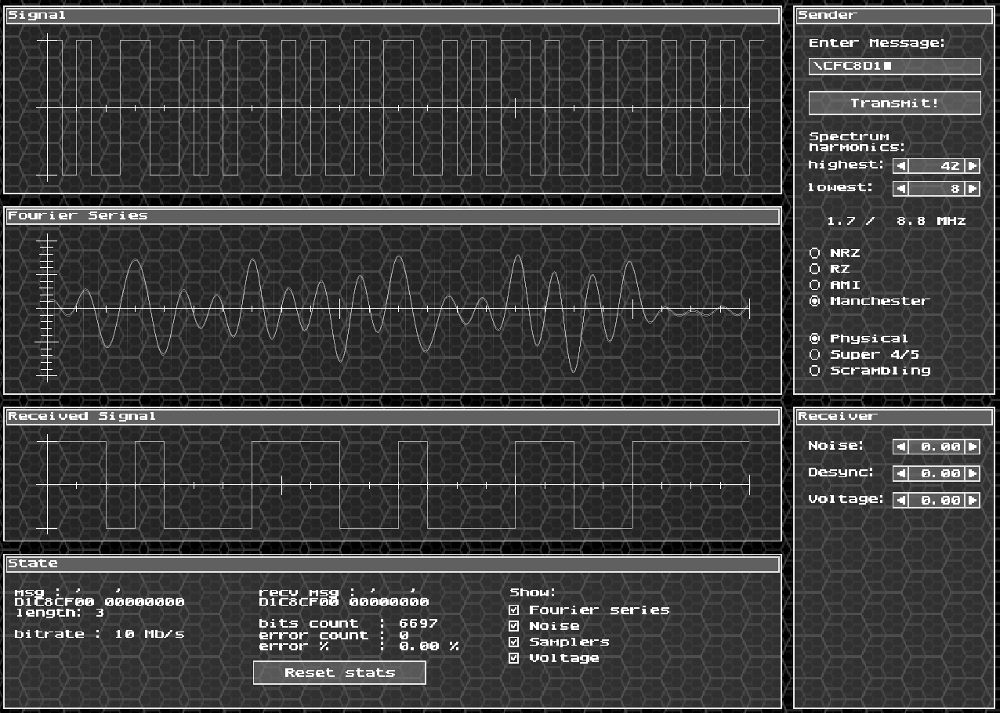 Signal
Sender
Enter Message:
\CFC8D1
Transmit!
Spectrum
harmonics:
highest: 42
lowest: 8
1.7 / 8.8 MHz
NRZ
RZ
AMI
Manchester
Physical
Super 4/5
Scrambling
Fourier Series
Received Signal
Receiver
Noise: 0.00
Desync: 0.00
Voltage: 0.00
State
msg : ,    ,
D1C8CF00 00000000
length: 3
bitrate : 10 Mb/s
recv msg : ,    ,
D1C8CF00 00000000
bits count : 6697
error count : 0
error % : 0.00 %
Reset stats
Show:
Fourier series
Noise
Samplers
Voltage